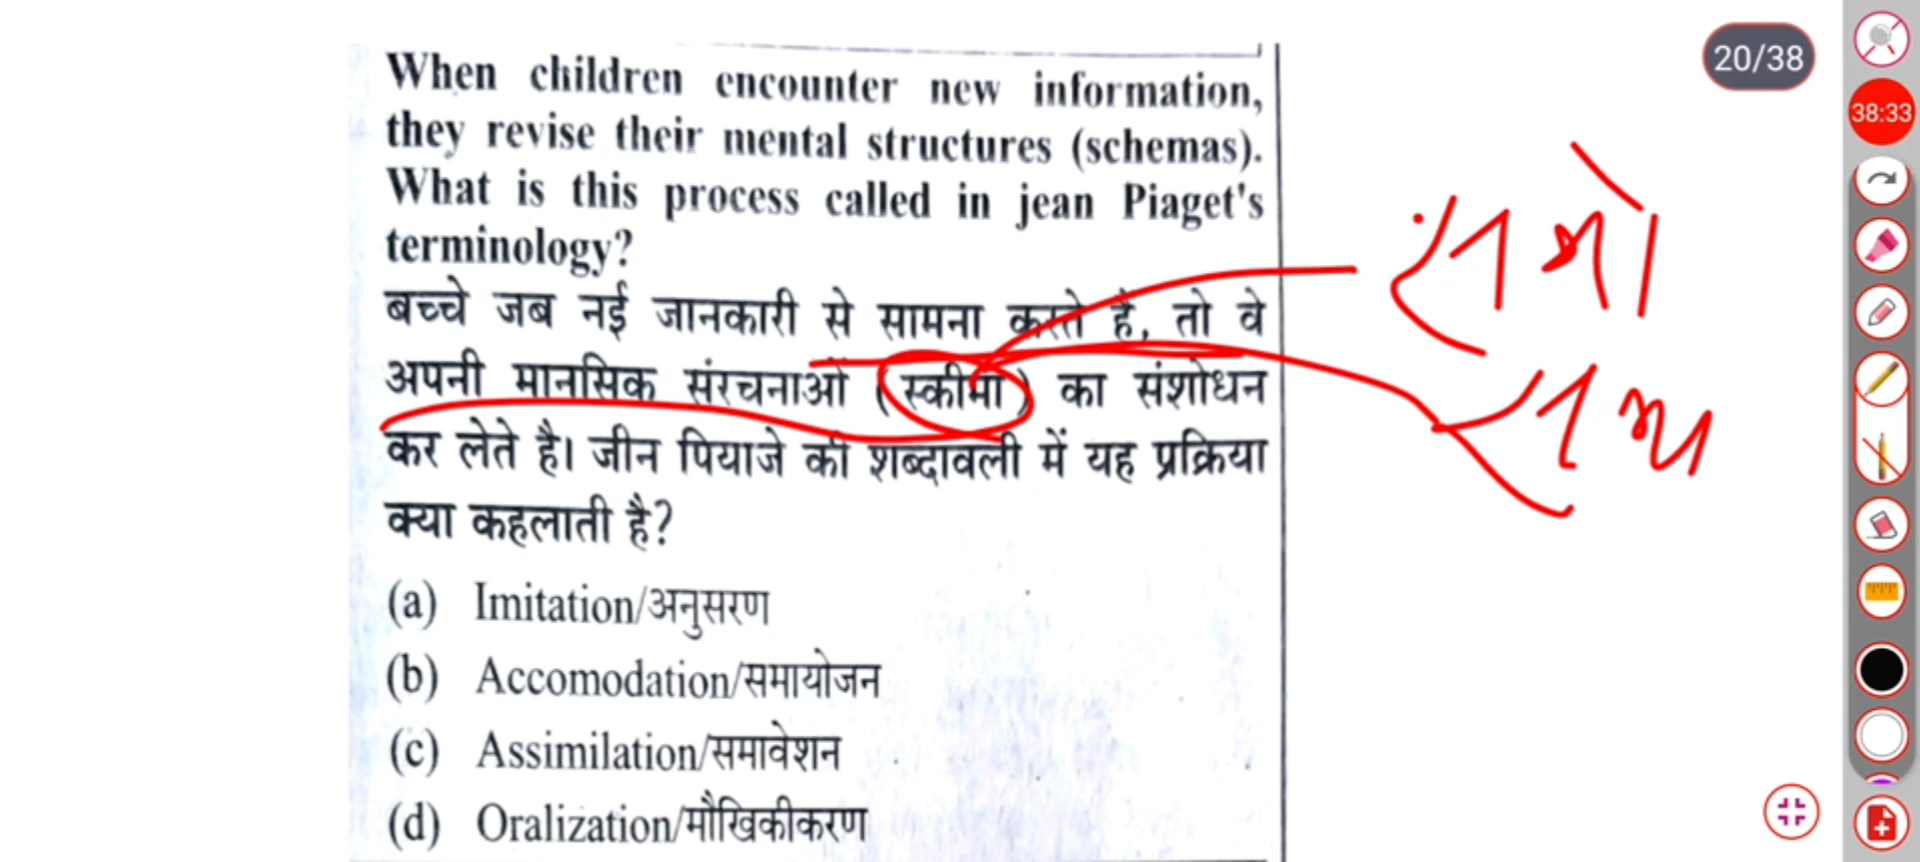 20/38
38:33
When children encounter new information,
they revise their mental structures (schemas).
What is this process called in jean Piaget's
terminology?
बच्चे जब नई जानकारी से सामना करते है, तो वे
अपनी मानसिक संरचनाओं (स्कीमा) का संशोधन
कर लेते है। जीन पियाजे की शब्दावली में यह प्रक्रिया
क्या कहलाती है?
(a) Imitation/अनुसरण
(b) Accomodation/समायोजन
(c) Assimilation/समावेशन
(d) Oralization/मौखिकीकरण